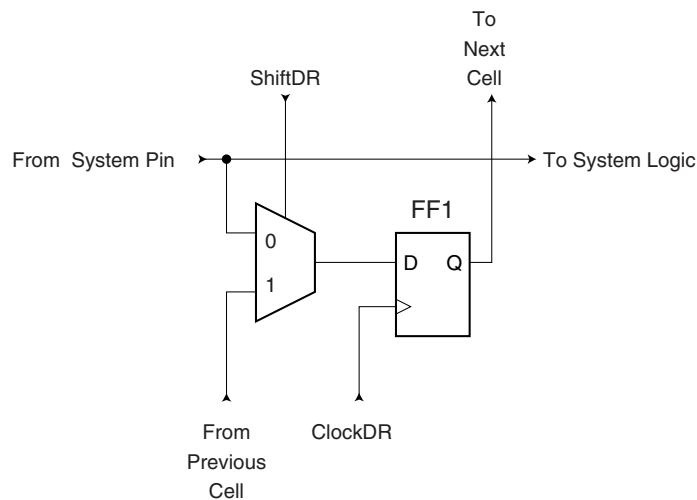 To
Next
Cell
ShiftDR
From System Pin
To System Logic
FF1
0
D Q
1
From
Previous
Cell
ClockDR